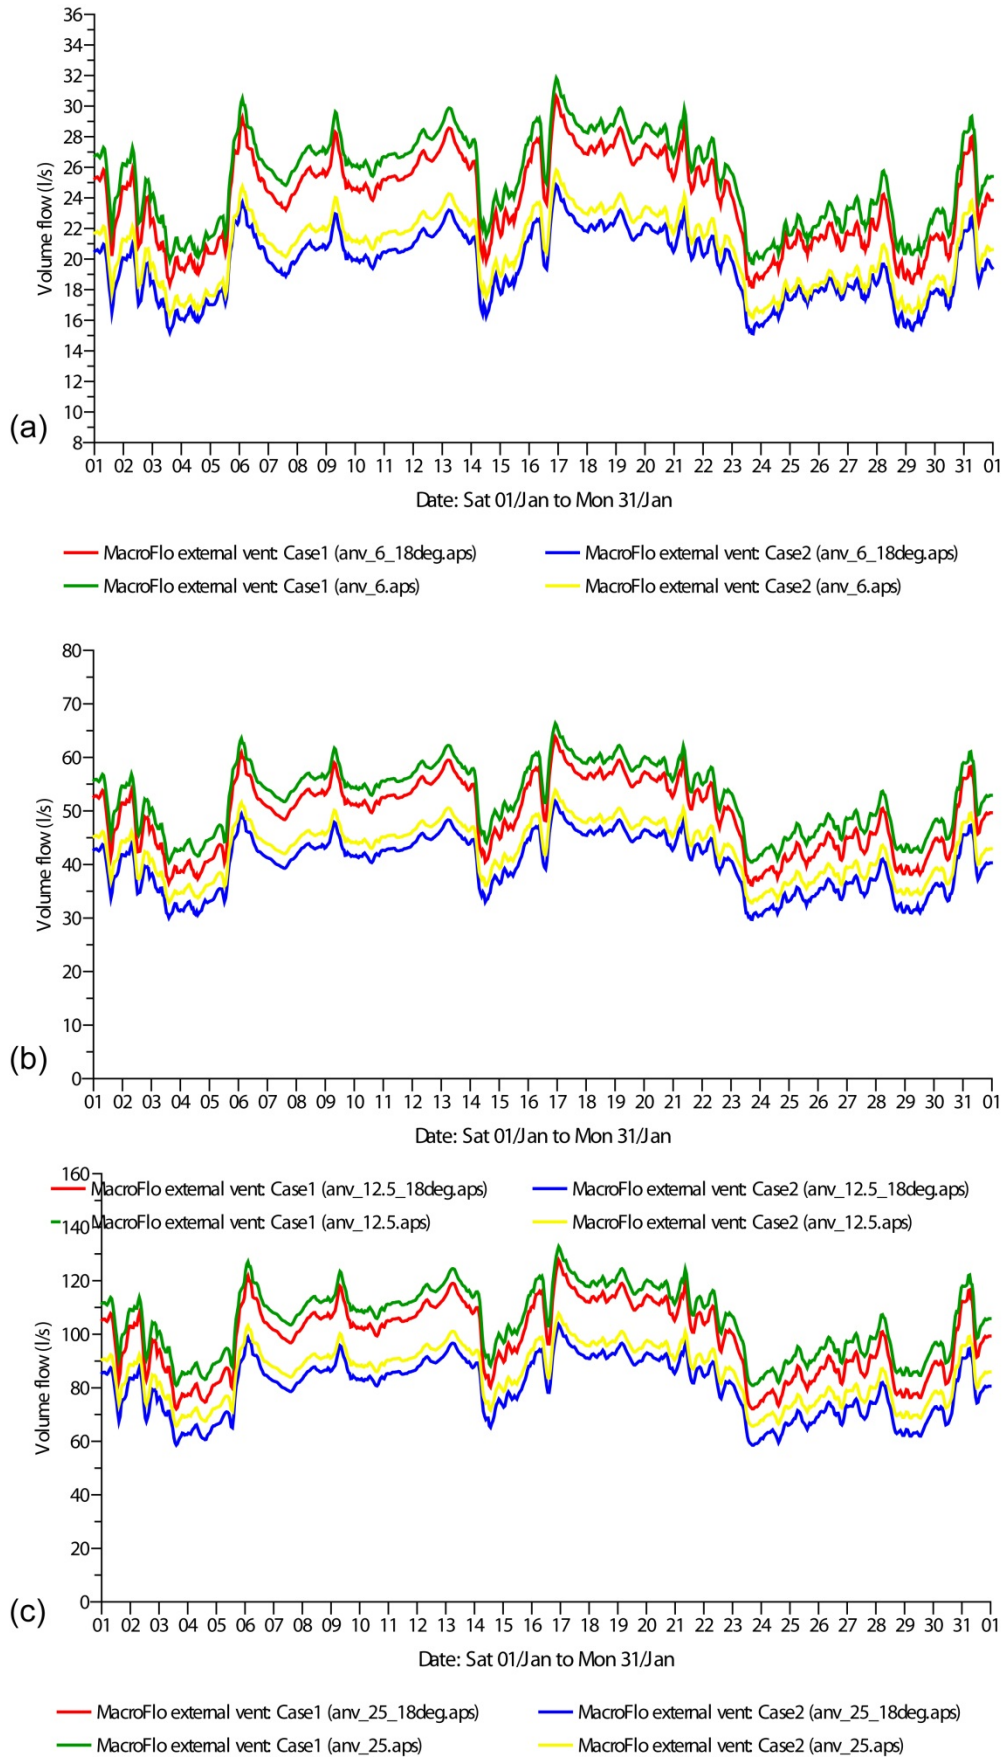 36
34
32
30
28
26
24
22
20
18
16
14
12
10
8
Volume flow (l/s)
(a)
01 02 03 04 05 06 07 08 09 10 11 12 13 14 15 16 17 18 19 20 21 22 23 24 25 26 27 28 29 30 31 01
Date: Sat 01/Jan to Mon 31/Jan
MacroFlo external vent: Case1 (anv_6_18deg.aps) MacroFlo external vent: Case2 (anv_6_18deg.aps)
MacroFlo external vent: Case1 (anv_6.aps) MacroFlo external vent: Case2 (anv_6.aps)
80
70
60
50
40
30
20
10
0
Volume flow (l/s)
(b)
01 02 03 04 05 06 07 08 09 10 11 12 13 14 15 16 17 18 19 20 21 22 23 24 25 26 27 28 29 30 31 01
Date: Sat 01/Jan to Mon 31/Jan
MacroFlo external vent: Case1 (anv_12.5_18deg.aps) MacroFlo external vent: Case2 (anv_12.5_18deg.aps)
MacroFlo external vent: Case1 (anv_12.5.aps) MacroFlo external vent: Case2 (anv_12.5.aps)
160
140
120
100
80
60
40
20
0
Volume flow (l/s)
(c)
01 02 03 04 05 06 07 08 09 10 11 12 13 14 15 16 17 18 19 20 21 22 23 24 25 26 27 28 29 30 31 01
Date: Sat 01/Jan to Mon 31/Jan
MacroFlo external vent: Case1 (anv_25_18deg.aps) MacroFlo external vent: Case2 (anv_25_18deg.aps)
MacroFlo external vent: Case1 (anv_25.aps) MacroFlo external vent: Case2 (anv_25.aps)